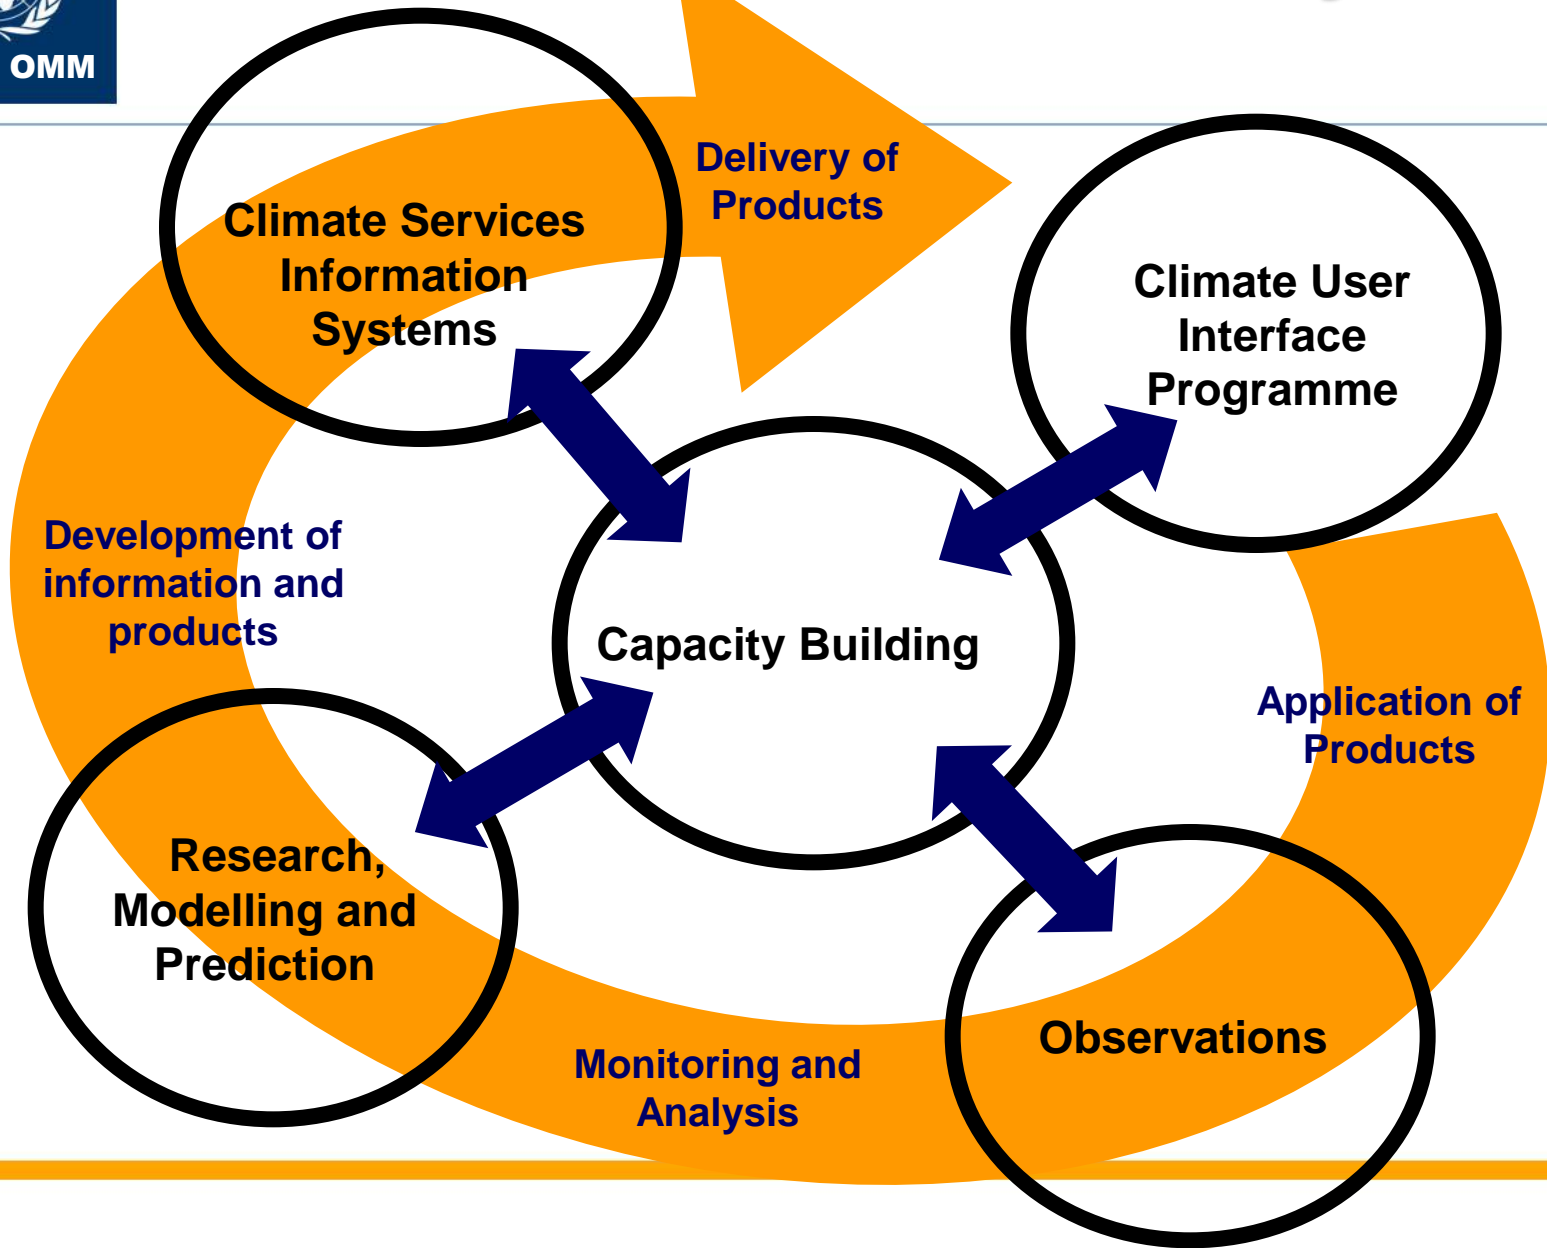 OMM
Delivery of
Products
Climate Services
Information
Systems
Climate User
Interface
Programme
Development of
information and
products
Capacity Building
Application of
Products
Research,
Modelling and
Prediction
Observations
Monitoring and
Analysis